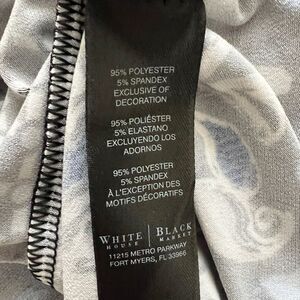 95% POLYESTER
5% SPANDEX
EXCLUSIVE OF
DECORATION
95% POLIÉSTER
5% ELASTANO
EXCLUYENDO LOS
ADORNOS
95% POLYESTER
5% SPANDEX
À L'EXCEPTION DES
MOTIFS DÉCORATIFS
WHITE | BLACK
HOUSE | MARKET
11215 METRO PARKWAY
FORT MYERS, FL 33966